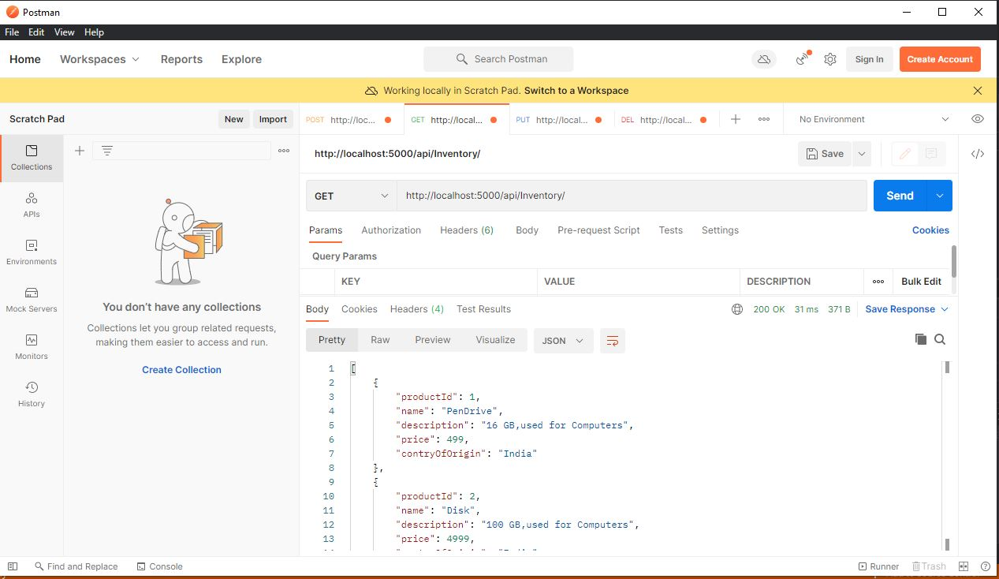 Postman
File Edit View Help
Home Workspaces Reports Explore Search Postman Sign In Create Account
Working locally in Scratch Pad. Switch to a Workspace
Scratch Pad New Import
POST http://loc... GET http://local... PUT http://local... DEL http://local... No Environment
Collections
APIs
Environments
Mock Servers
Monitors
History
You don't have any collections
Collections let you group related requests,
making them easier to access and run.
Create Collection
http://localhost:5000/api/Inventory/ Save
GET http://localhost:5000/api/Inventory/ Send
Params Authorization Headers (6) Body Pre-request Script Tests Settings Cookies
Query Params
KEY VALUE DESCRIPTION Bulk Edit
Body Cookies Headers (4) Test Results 200 OK 31 ms 371 B Save Response
Pretty Raw Preview Visualize JSON
1 [
2 {
3 "productId": 1,
4 "name": "PenDrive",
5 "description": "16 GB,used for Computers",
6 "price": 499,
7 "contryOfOrigin": "India"
8 },
9 {
10 "productId": 2,
11 "name": "Disk",
12 "description": "100 GB,used for Computers",
13 "price": 4999,
Find and Replace Console Runner Trash